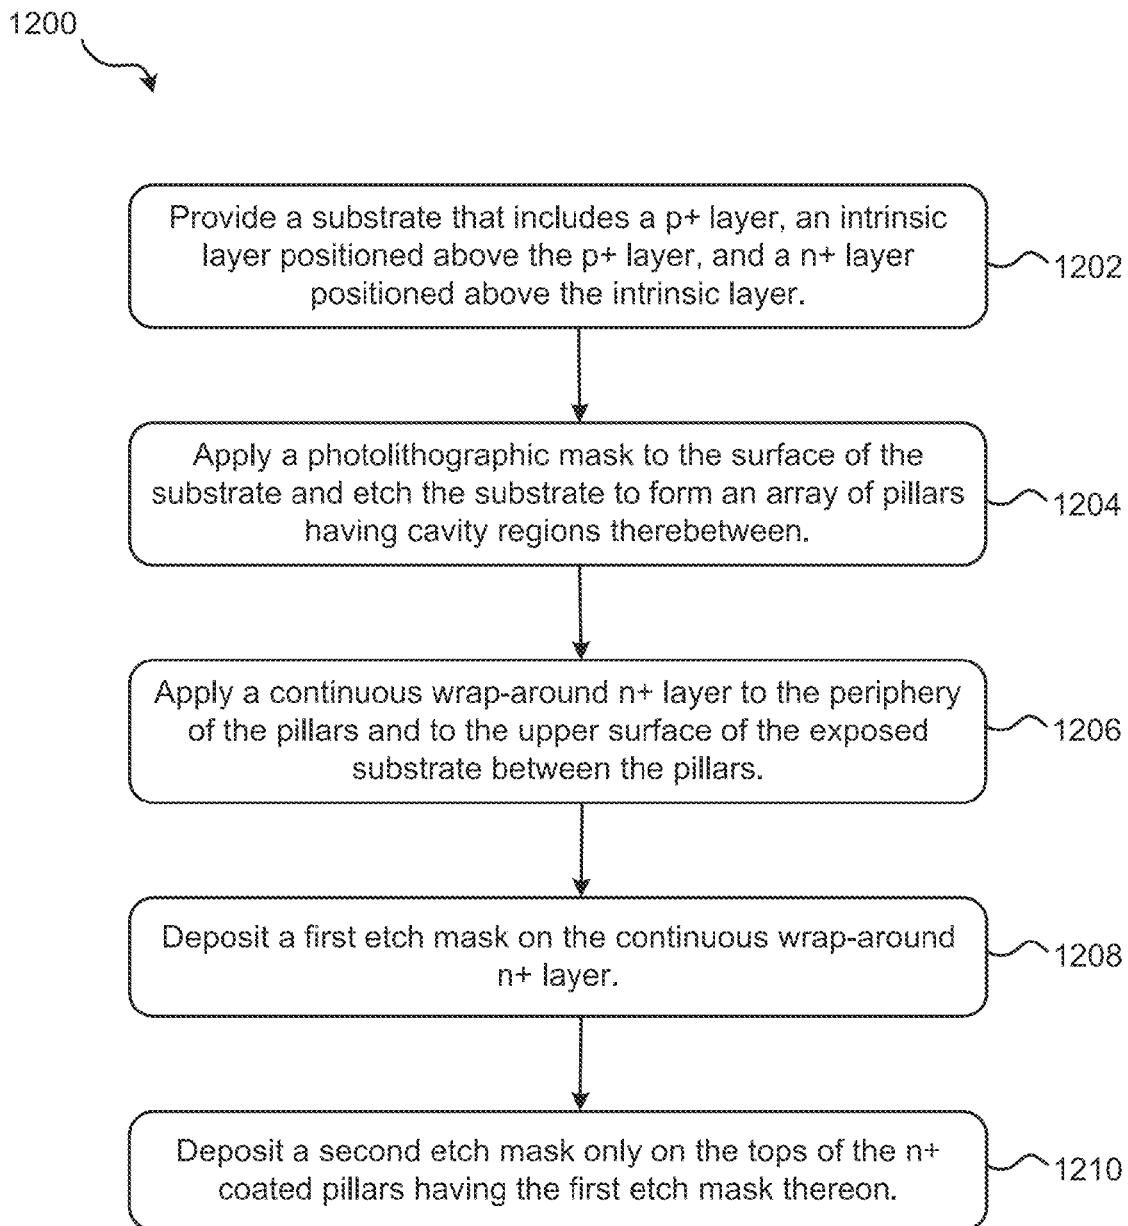 1200
Provide a substrate that includes a p+ layer, an intrinsic
layer positioned above the p+ layer, and a n+ layer
positioned above the intrinsic layer.
1202
Apply a photolithographic mask to the surface of the
substrate and etch the substrate to form an array of pillars
having cavity regions therebetween.
1204
Apply a continuous wrap-around n+ layer to the periphery
of the pillars and to the upper surface of the exposed
substrate between the pillars.
1206
Deposit a first etch mask on the continuous wrap-around
n+ layer.
1208
Deposit a second etch mask only on the tops of the n+
coated pillars having the first etch mask thereon.
1210